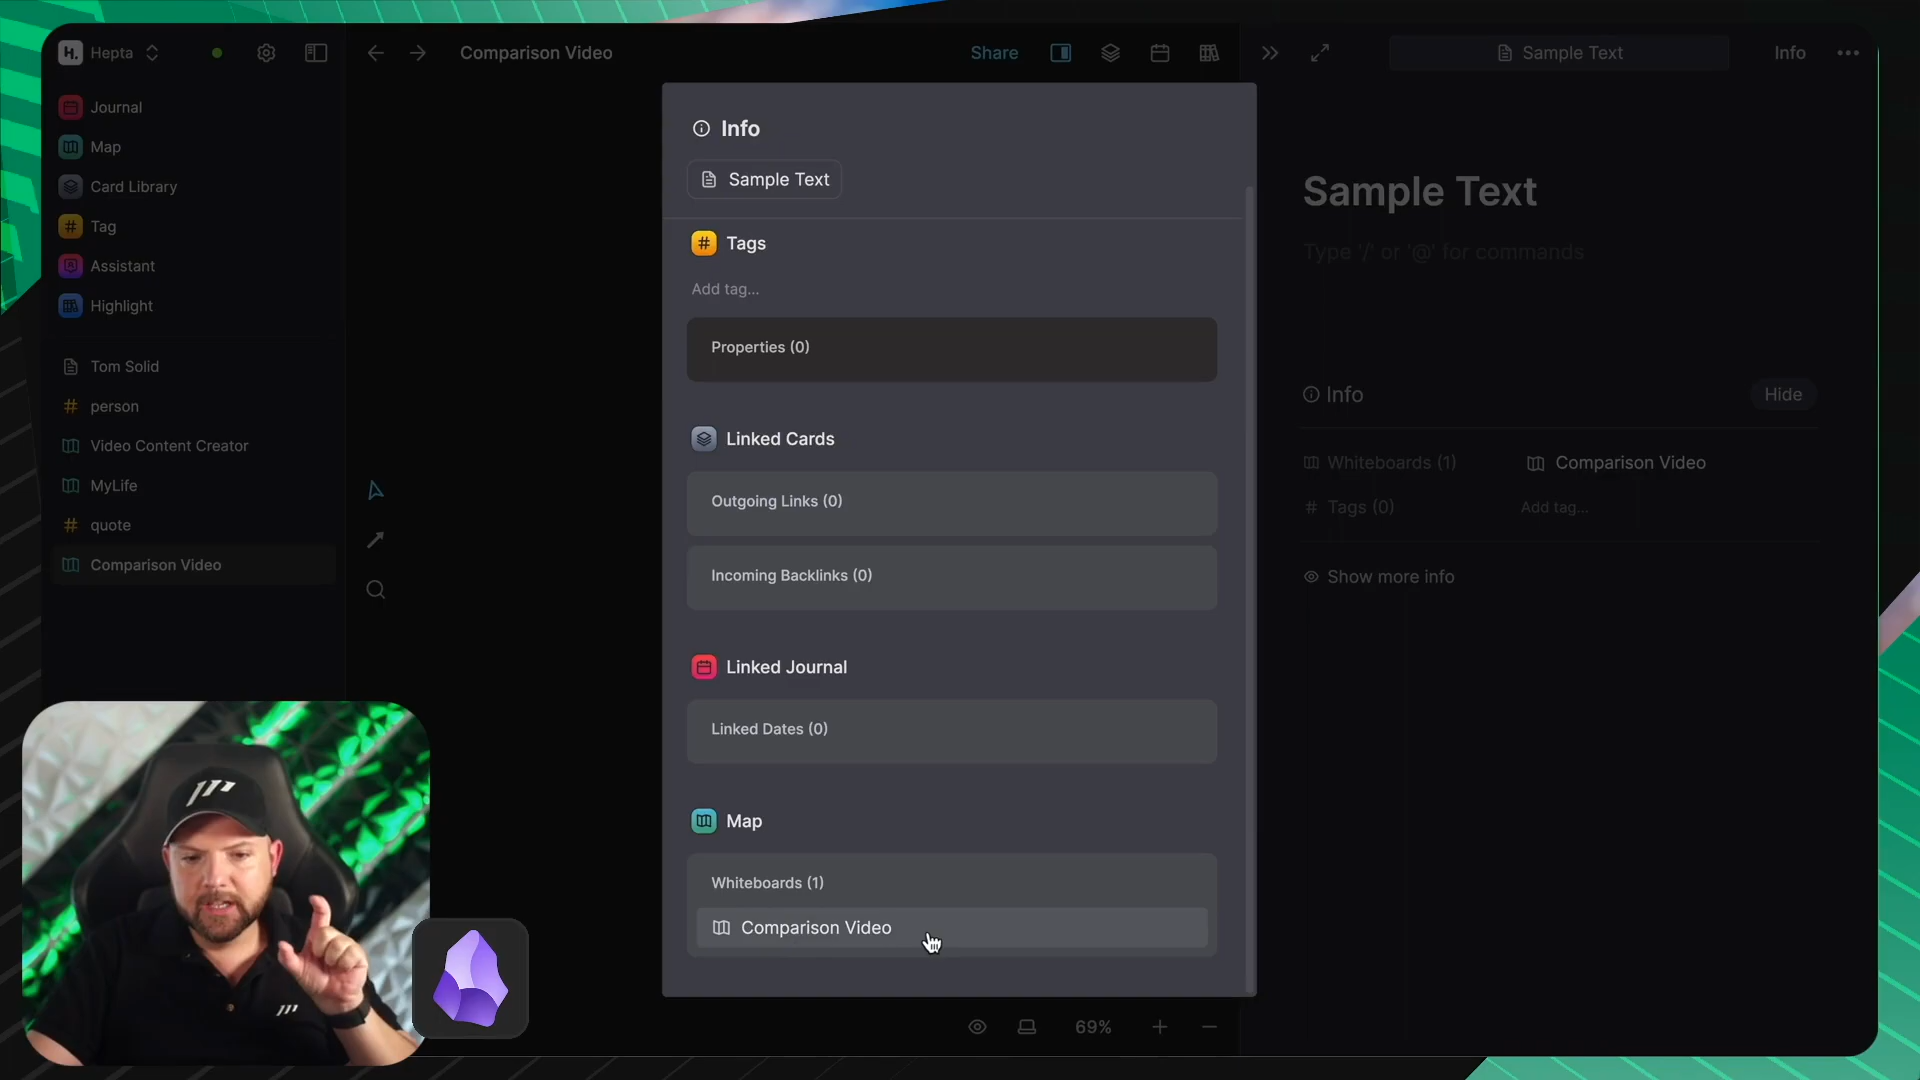 H. Hepta
Comparison Video
Share
Sample Text
Info
Journal
Map
Card Library
Tag
Assistant
Highlight
Tom Solid
person
Video Content Creator
MyLife
quote
Comparison Video
Info
Sample Text
Tags
Add tag...
Properties (0)
Linked Cards
Outgoing Links (0)
Incoming Backlinks (0)
Linked Journal
Linked Dates (0)
Map
Whiteboards (1)
Comparison Video
69%
Sample Text
Type '/' or '@' for commands
Info
Hide
Whiteboards (1)
Comparison Video
Tags (0)
Add tag...
Show more info